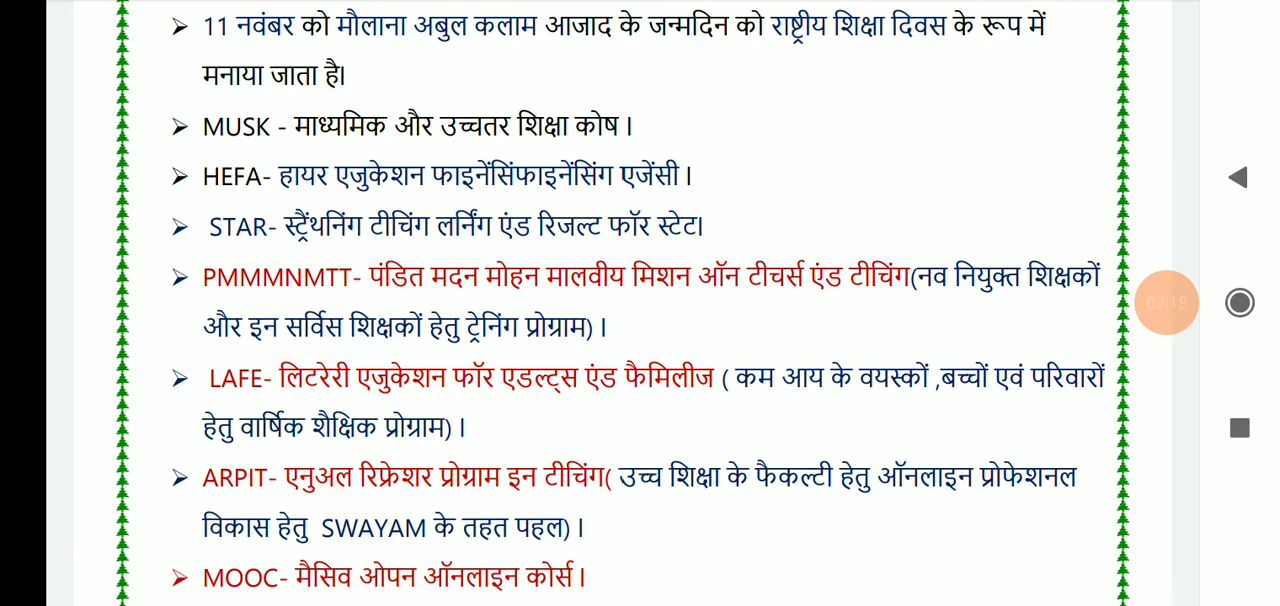 ➤ 11 नवंबर को मौलाना अबुल कलाम आजाद के जन्मदिन को राष्ट्रीय शिक्षा दिवस के रूप में
मनाया जाता है।
➤ MUSK - माध्यमिक और उच्चतर शिक्षा कोष ।
➤ HEFA- हायर एजुकेशन फाइनेंसिंफाइनेंसिंग एजेंसी ।
➤ STAR- स्ट्रैंथनिंग टीचिंग लर्निंग एंड रिजल्ट फॉर स्टेट।
➤ PMMMNMTT- पंडित मदन मोहन मालवीय मिशन ऑन टीचर्स एंड टीचिंग(नव नियुक्त शिक्षकों
और इन सर्विस शिक्षकों हेतु ट्रेनिंग प्रोग्राम) ।
➤ LAFE- लिटरेरी एजुकेशन फॉर एडल्ट्स एंड फैमिलीज ( कम आय के वयस्कों ,बच्चों एवं परिवारों
हेतु वार्षिक शैक्षिक प्रोग्राम) ।
➤ ARPIT- एनुअल रिफ्रेशर प्रोग्राम इन टीचिंग( उच्च शिक्षा के फैकल्टी हेतु ऑनलाइन प्रोफेशनल
विकास हेतु SWAYAM के तहत पहल) ।
➤ MOOC- मैसिव ओपन ऑनलाइन कोर्स ।
07:18